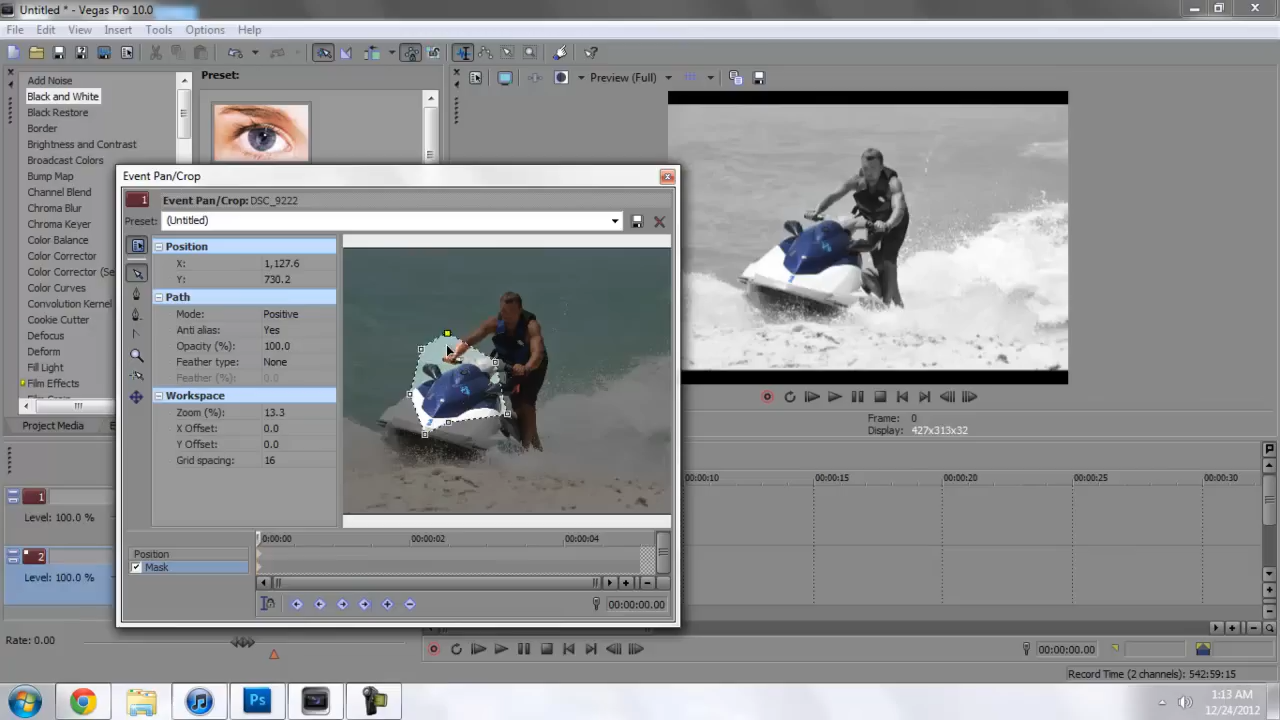 Untitled * - Vegas Pro 10.0
File Edit View Insert Tools Options Help
Add Noise
Black and White
Black Restore
Border
Brightness and Contrast
Broadcast Colors
Bump Map
Channel Blend
Chroma Blur
Chroma Keyer
Color Balance
Color Corrector
Color Corrector (Se
Color Curves
Convolution Kernel
Cookie Cutter
Defocus
Deform
Fill Light
Film Effects
Project Media
Preset:
Preview (Full)
Event Pan/Crop
1
Event Pan/Crop: DSC_9222
Preset: (Untitled)
Position
X: 1,127.6
Y: 730.2
Path
Mode: Positive
Anti alias: Yes
Opacity (%): 100.0
Feather type: None
Feather (%): 0.0
Workspace
Zoom (%): 13.3
X Offset: 0.0
Y Offset: 0.0
Grid spacing: 16
0:00:00 00:00:02 00:00:04
Position
Mask
00:00:00.00
Frame: 0
Display: 427x313x32
00:00:10 00:00:15 00:00:20 00:00:25 00:00:30
1
Level: 100.0 %
2
Level: 100.0 %
Rate: 0.00
00:00:00.00
Record Time (2 channels): 542:59:15
Ps
1:13 AM
12/24/2012